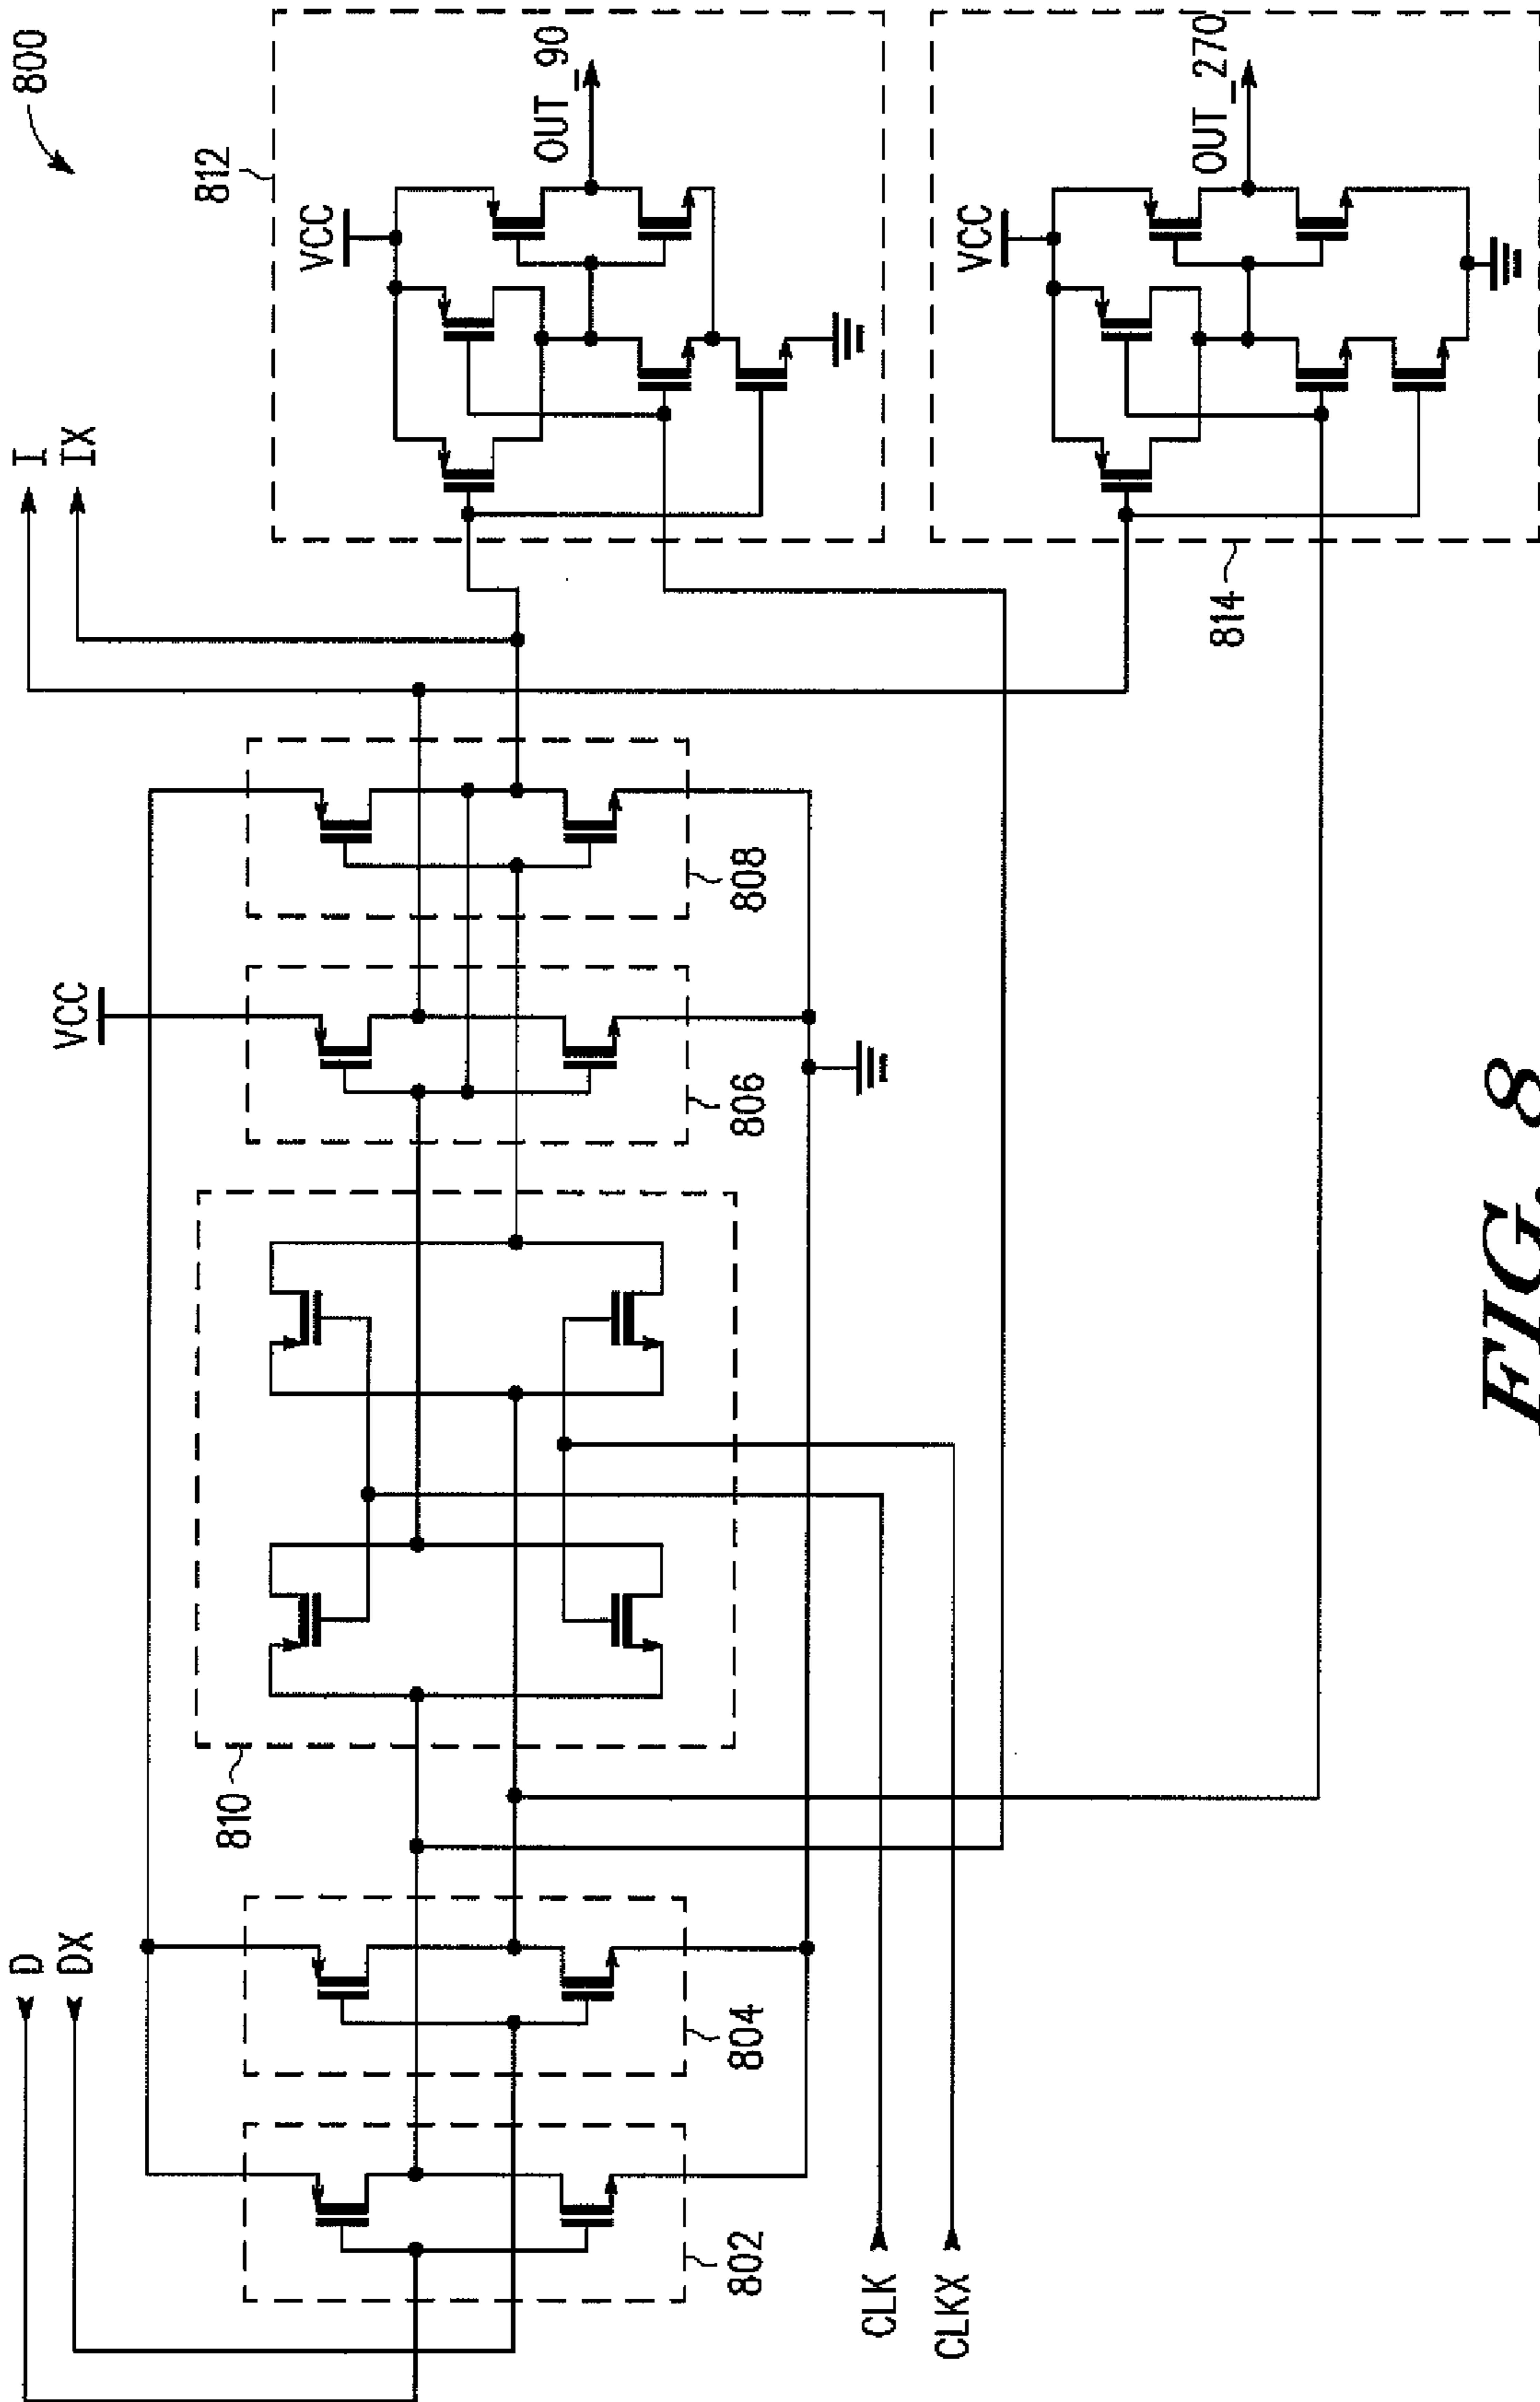 800
I
IX
D
DX
VCC
812
VCC
OUT_90
810
802
804
806
808
814
VCC
OUT_270
CLK
CLKX
FIG. 8